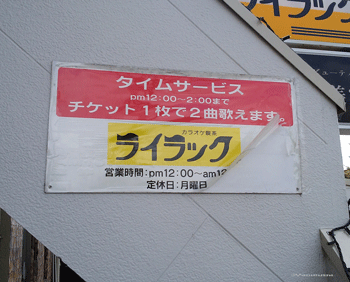 ライラック
タイムサービス
pm12:00〜2:00まで
チケット1枚で2曲歌えます。
カラオケ喫茶
ライラック
営業時間:pm12:00〜am12
定休日:月曜日